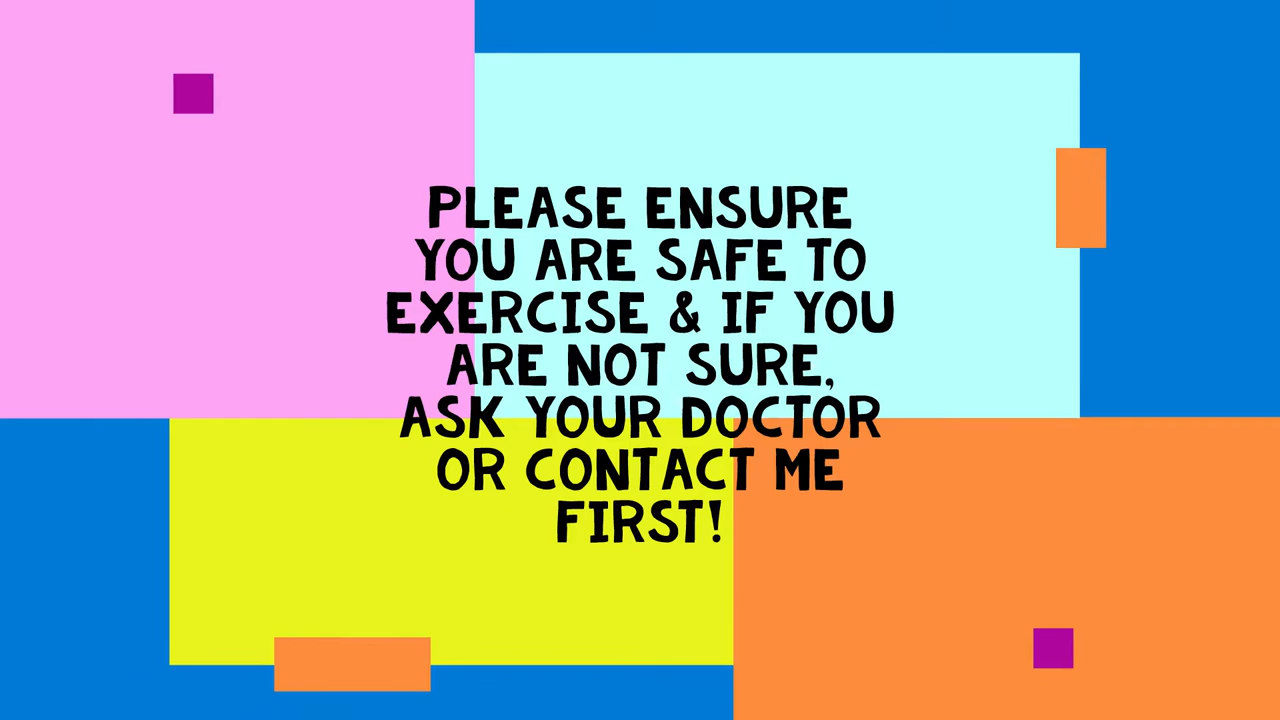 PLEASE ENSURE
YOU ARE SAFE TO
EXERCISE & IF YOU
ARE NOT SURE,
ASK YOUR DOCTOR
OR CONTACT ME
FIRST!